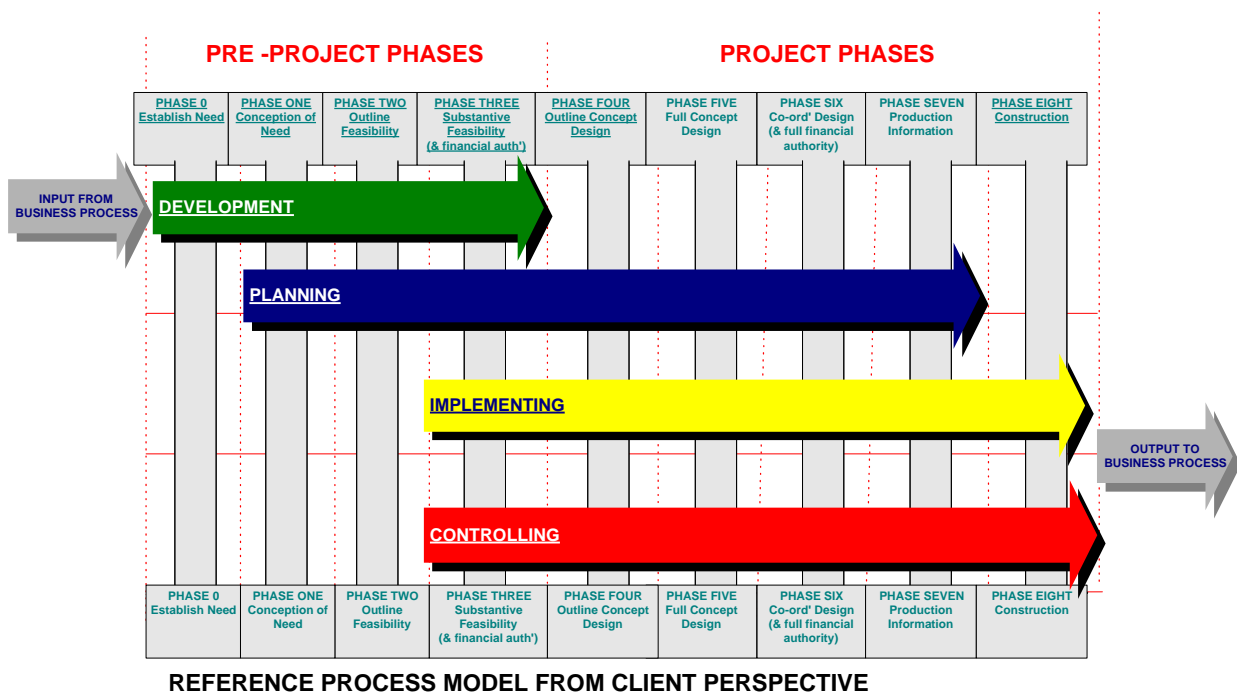 PRE -PROJECT PHASES
PROJECT PHASES
PHASE 0
Establish Need
PHASE ONE
Conception of
Need
PHASE TWO
Outline
Feasibility
PHASE THREE
Substantive
Feasibility
(& financial auth')
PHASE FOUR
Outline Concept
Design
PHASE FIVE
Full Concept
Design
PHASE SIX
Co-ord' Design
(& full financial
authority)
PHASE SEVEN
Production
Information
PHASE EIGHT
Construction
INPUT FROM
BUSINESS PROCESS
DEVELOPMENT
PLANNING
IMPLEMENTING
OUTPUT TO
BUSINESS PROCESS
CONTROLLING
PHASE 0
Establish Need
PHASE ONE
Conception of
Need
PHASE TWO
Outline
Feasibility
PHASE THREE
Substantive
Feasibility
(& financial auth')
PHASE FOUR
Outline Concept
Design
PHASE FIVE
Full Concept
Design
PHASE SIX
Co-ord' Design
(& full financial
authority)
PHASE SEVEN
Production
Information
PHASE EIGHT
Construction
REFERENCE PROCESS MODEL FROM CLIENT PERSPECTIVE